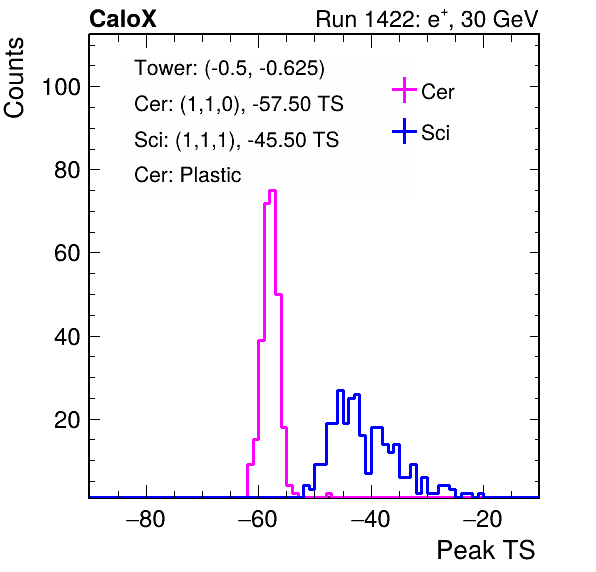 CaloX Run 1422: e⁺, 30 GeV
Counts
Tower: (-0.5, -0.625)
Cer: (1,1,0), -57.50 TS
Sci: (1,1,1), -45.50 TS
Cer: Plastic
Cer
Sci
100
80
60
40
20
−80 −60 −40 −20
Peak TS